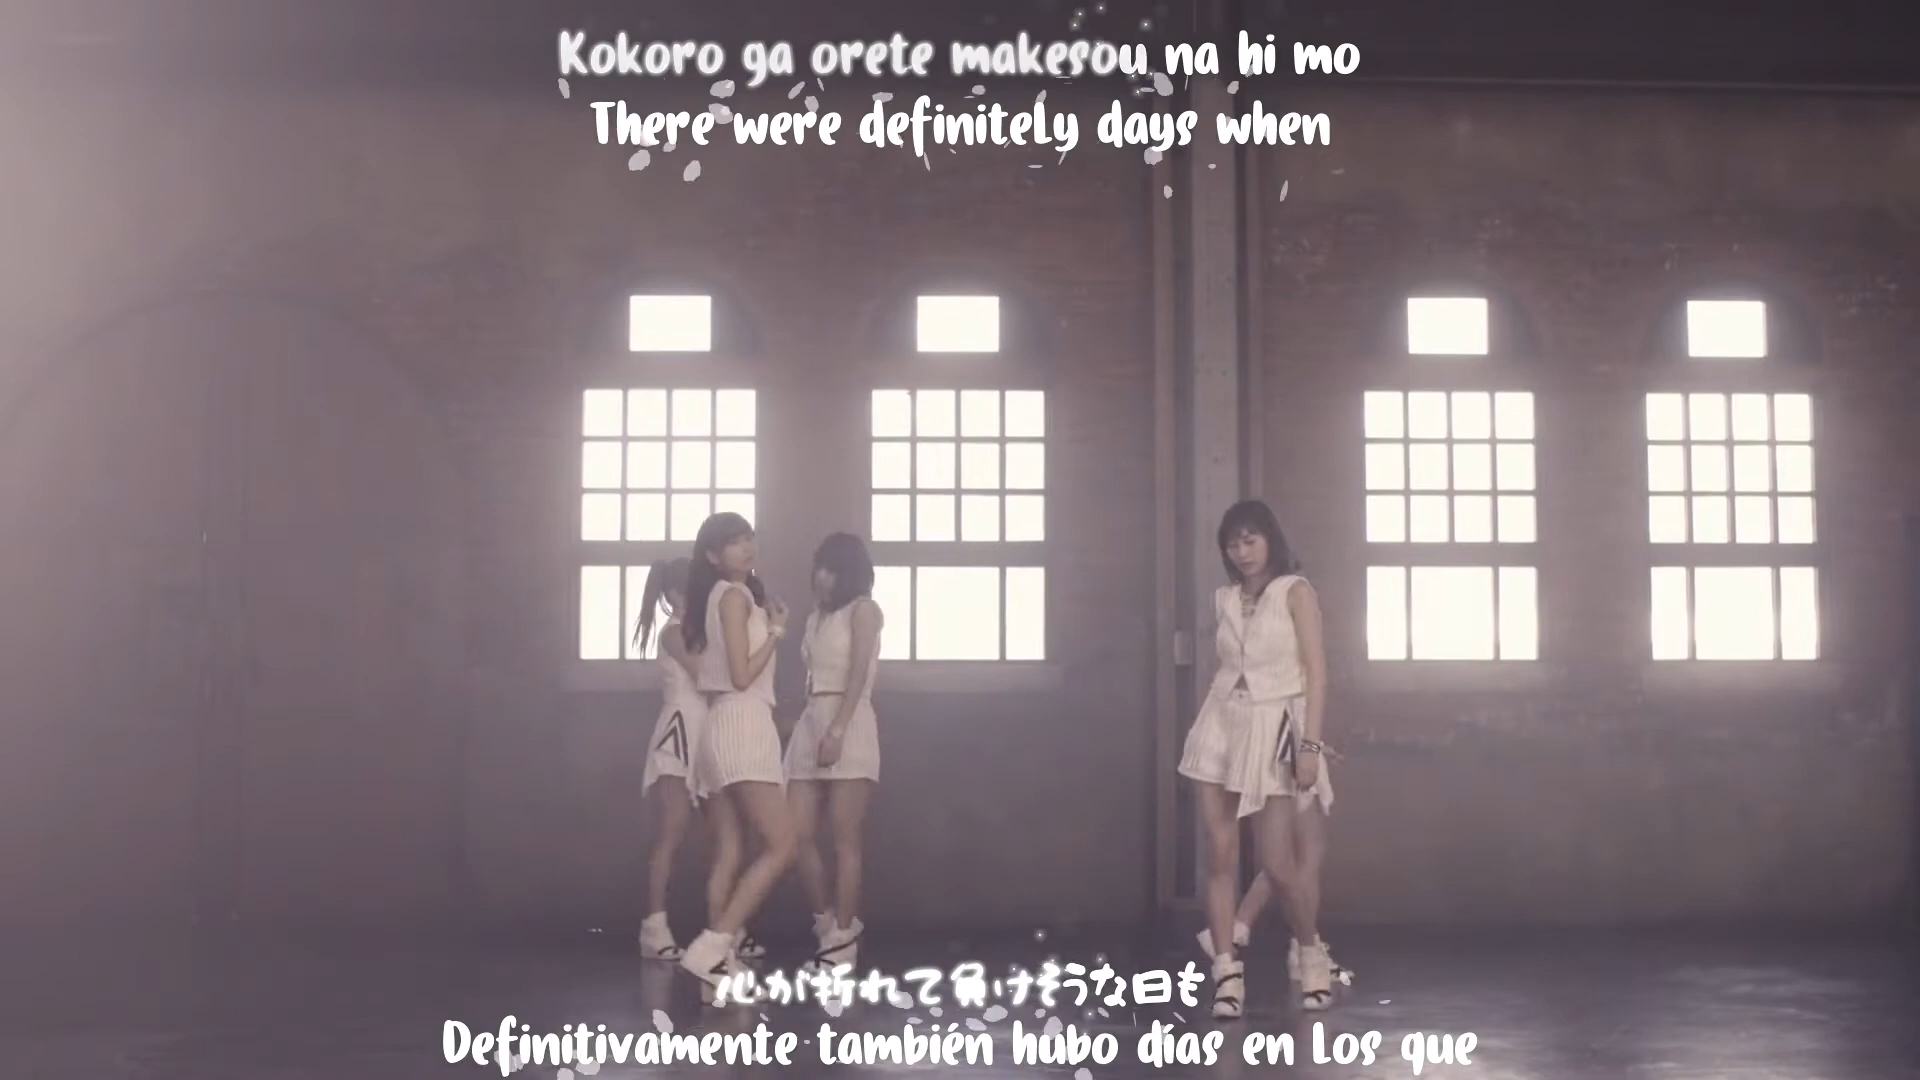 Kokoro ga orete makesou na hi mo
There were definitely days when
心が折れて負けそうな日も
Definitivamente también hubo días en los que